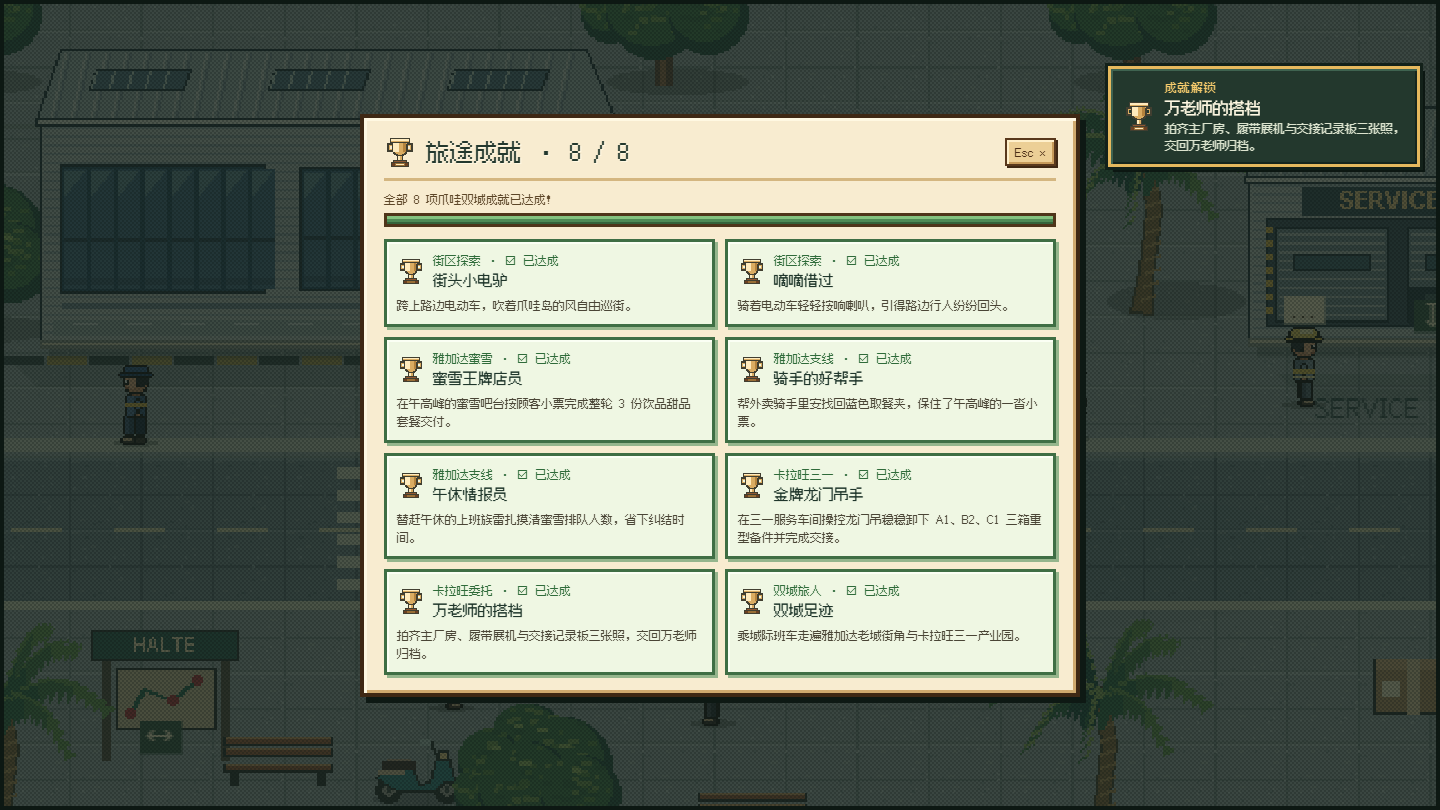 成就解锁
万老师的搭档
拍齐主厂房、履带展机与交接记录板三张照，
交回万老师归档。
旅途成就 · 8 / 8
Esc ×
全部 8 项爪哇双城成就已达成！
街区探索 · ☑ 已达成
街头小电驴
跨上路边电动车，吹着爪哇岛的风自由巡街。
街区探索 · ☑ 已达成
嘀嘀借过
骑着电动车轻轻按响喇叭，引得路边行人纷纷回头。
雅加达蜜雪 · ☑ 已达成
蜜雪王牌店员
在午高峰的蜜雪吧台按顾客小票完成整轮 3 份饮品甜品
套餐交付。
雅加达支线 · ☑ 已达成
骑手的好帮手
帮外卖骑手里安找回蓝色取餐夹，保住了午高峰的一沓小
票。
雅加达支线 · ☑ 已达成
午休情报员
替赶午休的上班族雷扎摸清蜜雪排队人数，省下纠结时
间。
卡拉旺三一 · ☑ 已达成
金牌龙门吊手
在三一服务车间操控龙门吊稳稳卸下 A1、B2、C1 三箱重
型备件并完成交接。
卡拉旺委托 · ☑ 已达成
万老师的搭档
拍齐主厂房、履带展机与交接记录板三张照，交回万老师
归档。
双城旅人 · ☑ 已达成
双城足迹
乘城际班车走遍雅加达老城街角与卡拉旺三一产业园。
SERVICE
...
SERVICE
HALTE